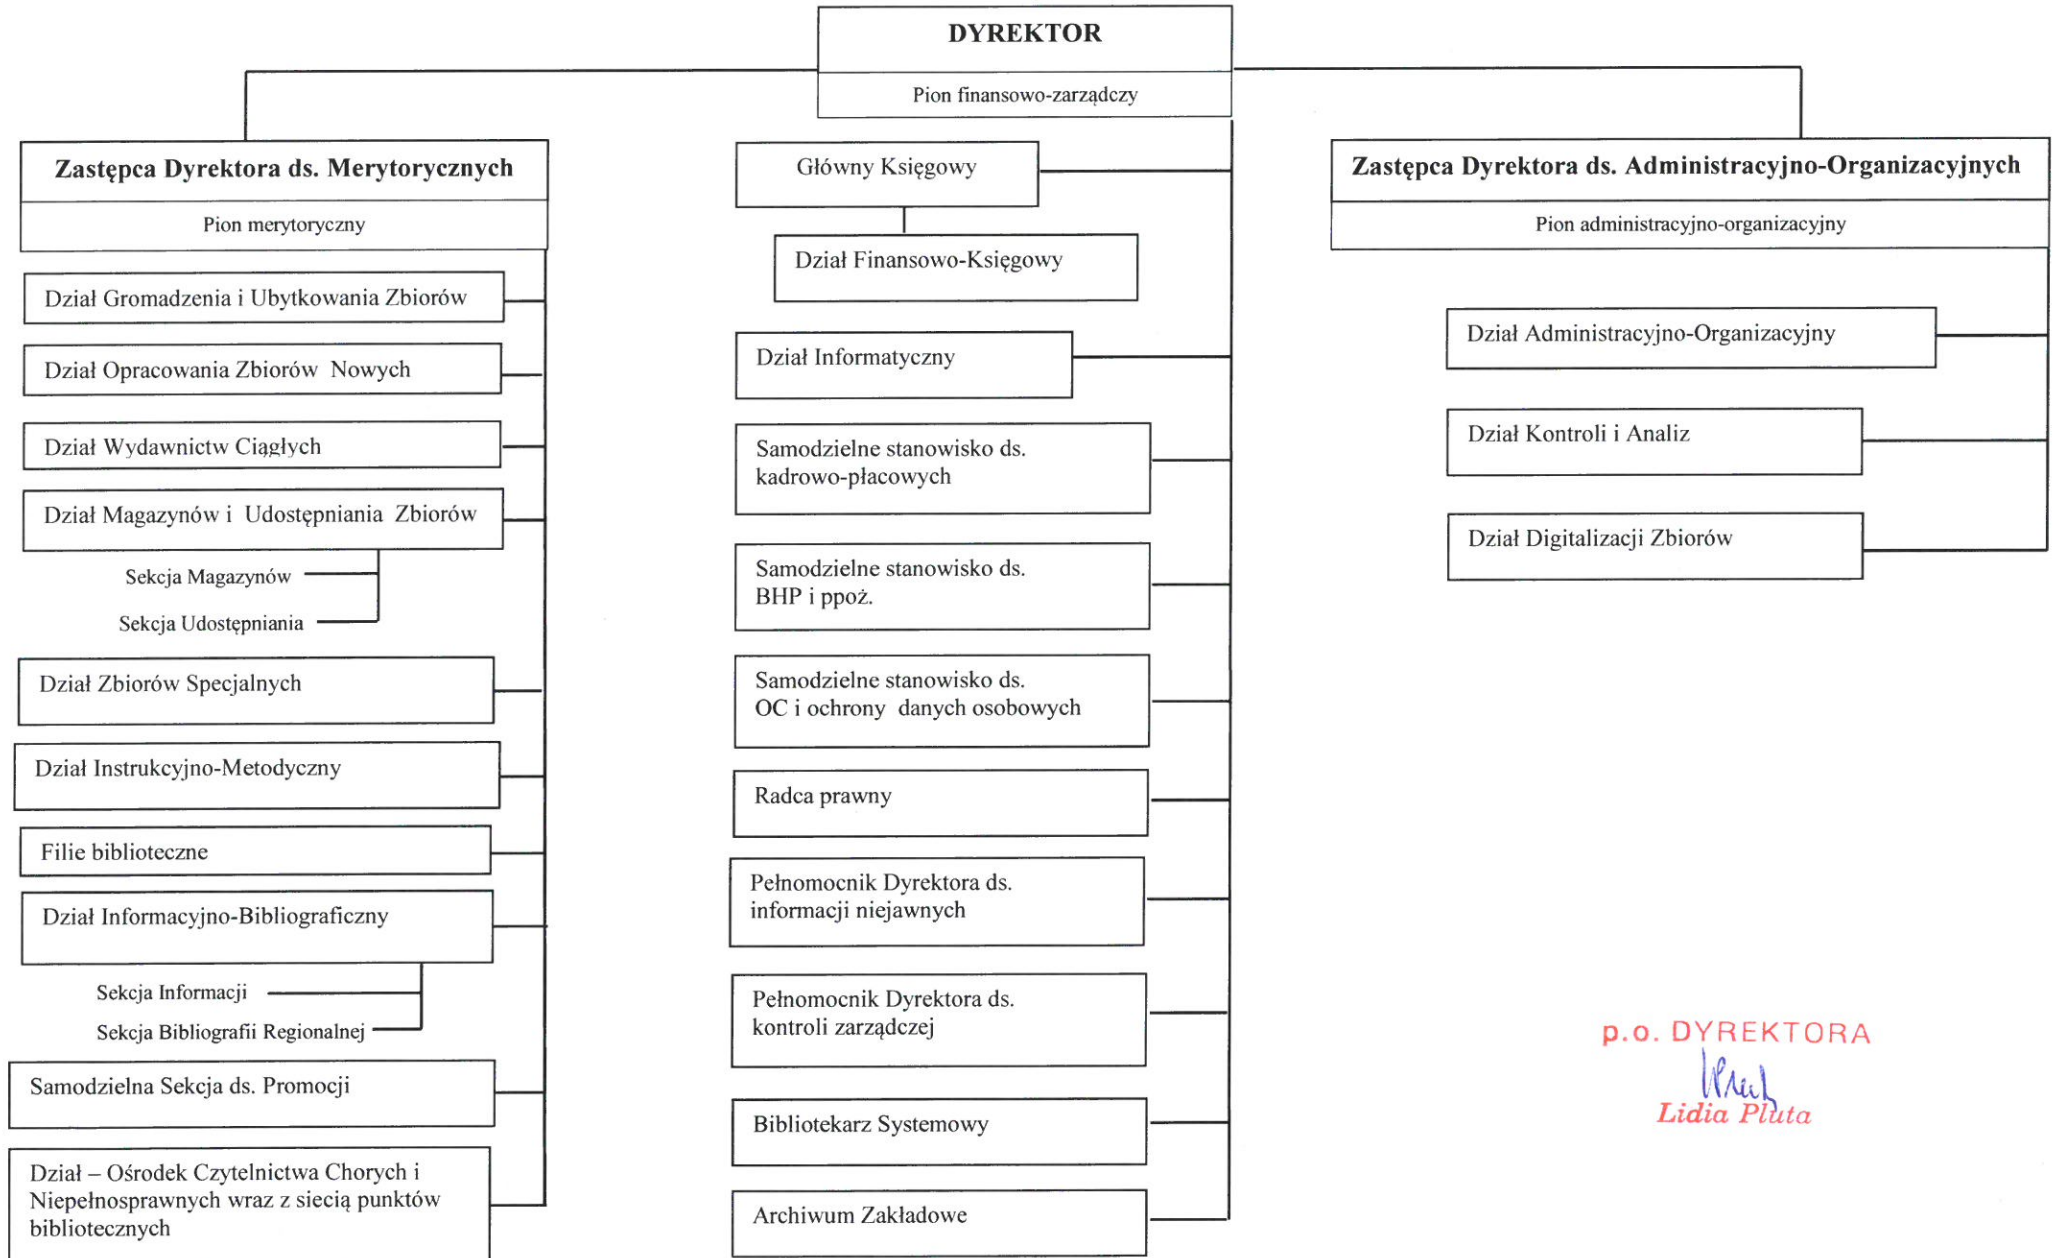 DYREKTOR
Pion finansowo-zarządczy
Zastępca Dyrektora ds. Merytorycznych
Pion merytoryczny
Dział Gromadzenia i Ubytkowania Zbiorów
Dział Opracowania Zbiorów Nowych
Dział Wydawnictw Ciągłych
Dział Magazynów i Udostępniania Zbiorów
Sekcja Magazynów
Sekcja Udostępniania
Dział Zbiorów Specjalnych
Dział Instrukcyjno-Metodyczny
Filie biblioteczne
Dział Informacyjno-Bibliograficzny
Sekcja Informacji
Sekcja Bibliografii Regionalnej
Samodzielna Sekcja ds. Promocji
Dział – Ośrodek Czytelnictwa Chorych i
Niepełnosprawnych wraz z siecią punktów
bibliotecznych
Główny Księgowy
Dział Finansowo-Księgowy
Dział Informatyczny
Samodzielne stanowisko ds.
kadrowo-płacowych
Samodzielne stanowisko ds.
BHP i ppoż.
Samodzielne stanowisko ds.
OC i ochrony danych osobowych
Radca prawny
Pełnomocnik Dyrektora ds.
informacji niejawnych
Pełnomocnik Dyrektora ds.
kontroli zarządczej
Bibliotekarz Systemowy
Archiwum Zakładowe
Zastępca Dyrektora ds. Administracyjno-Organizacyjnych
Pion administracyjno-organizacyjny
Dział Administracyjno-Organizacyjny
Dział Kontroli i Analiz
Dział Digitalizacji Zbiorów
p.o. DYREKTORA
Lidia Pluta